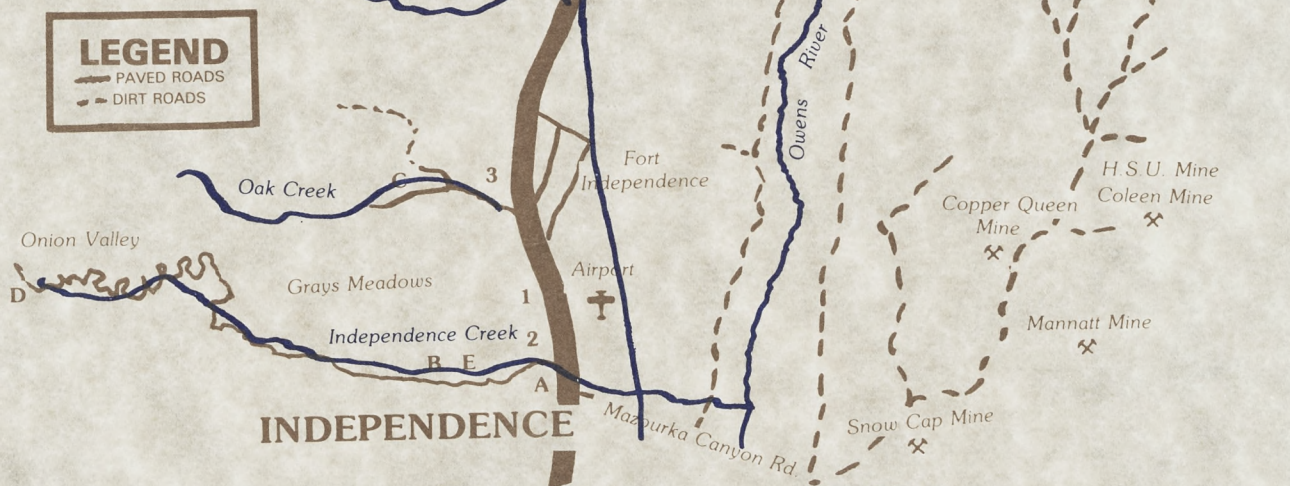 LEGEND
PAVED ROADS
DIRT ROADS
Owens River
Fort
Independence
H.S.U. Mine
Coleen Mine
Copper Queen
Mine
Oak Creek
C
3
Onion Valley
D
Grays Meadows
Airport
1
Independence Creek
2
B
E
A
Mannatt Mine
INDEPENDENCE
Mazourka Canyon Rd.
Snow Cap Mine